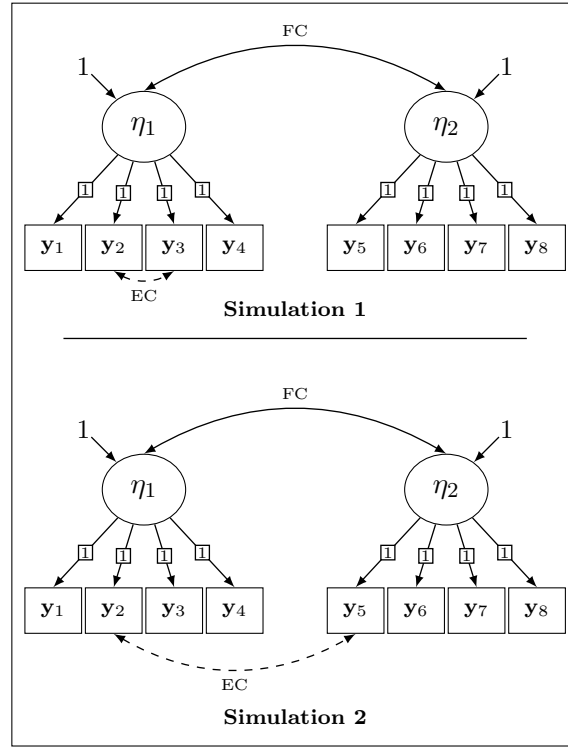 FC
1 1
η₁ η₂
1 1 1 1 1 1 1 1
y₁ y₂ y₃ y₄ y₅ y₆ y₇ y₈
EC
Simulation 1
FC
1 1
η₁ η₂
1 1 1 1 1 1 1 1
y₁ y₂ y₃ y₄ y₅ y₆ y₇ y₈
EC
Simulation 2